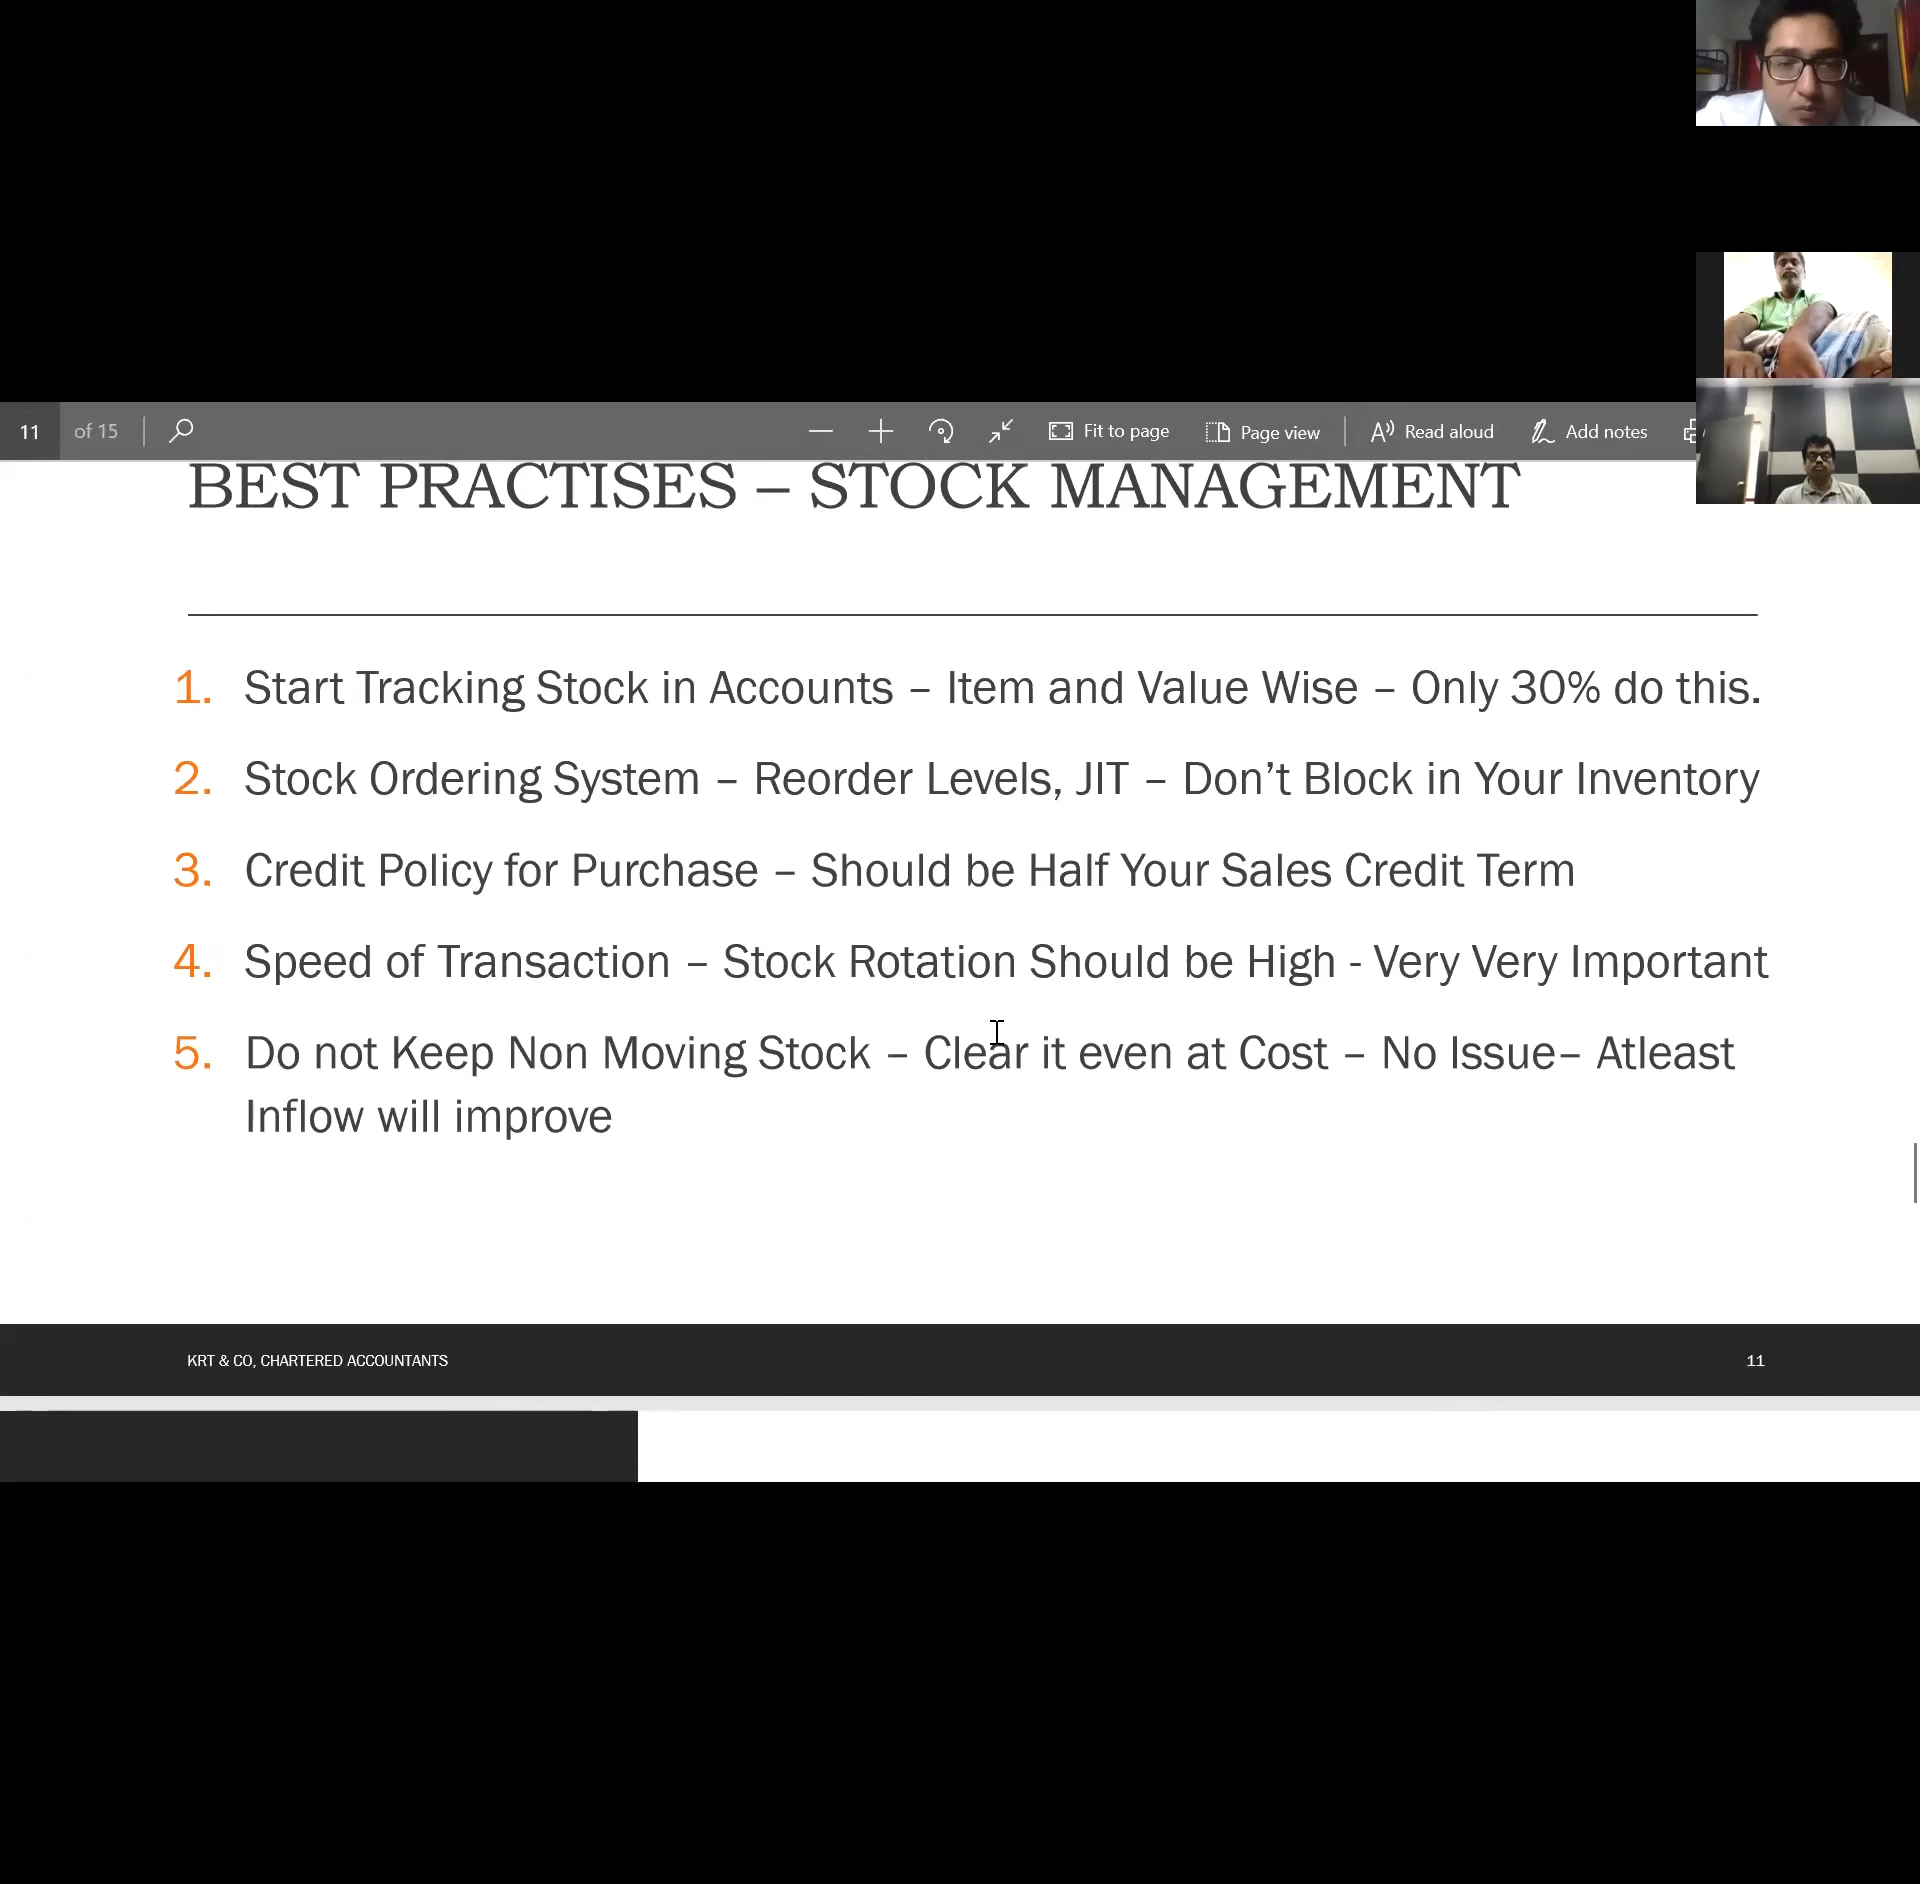 11 of 15 Fit to page Page view Read aloud Add notes
BEST PRACTISES – STOCK MANAGEMENT
1. Start Tracking Stock in Accounts – Item and Value Wise – Only 30% do this.
2. Stock Ordering System – Reorder Levels, JIT – Don’t Block in Your Inventory
3. Credit Policy for Purchase – Should be Half Your Sales Credit Term
4. Speed of Transaction – Stock Rotation Should be High - Very Very Important
5. Do not Keep Non Moving Stock – Clear it even at Cost – No Issue– Atleast
Inflow will improve
KRT & CO, CHARTERED ACCOUNTANTS 11